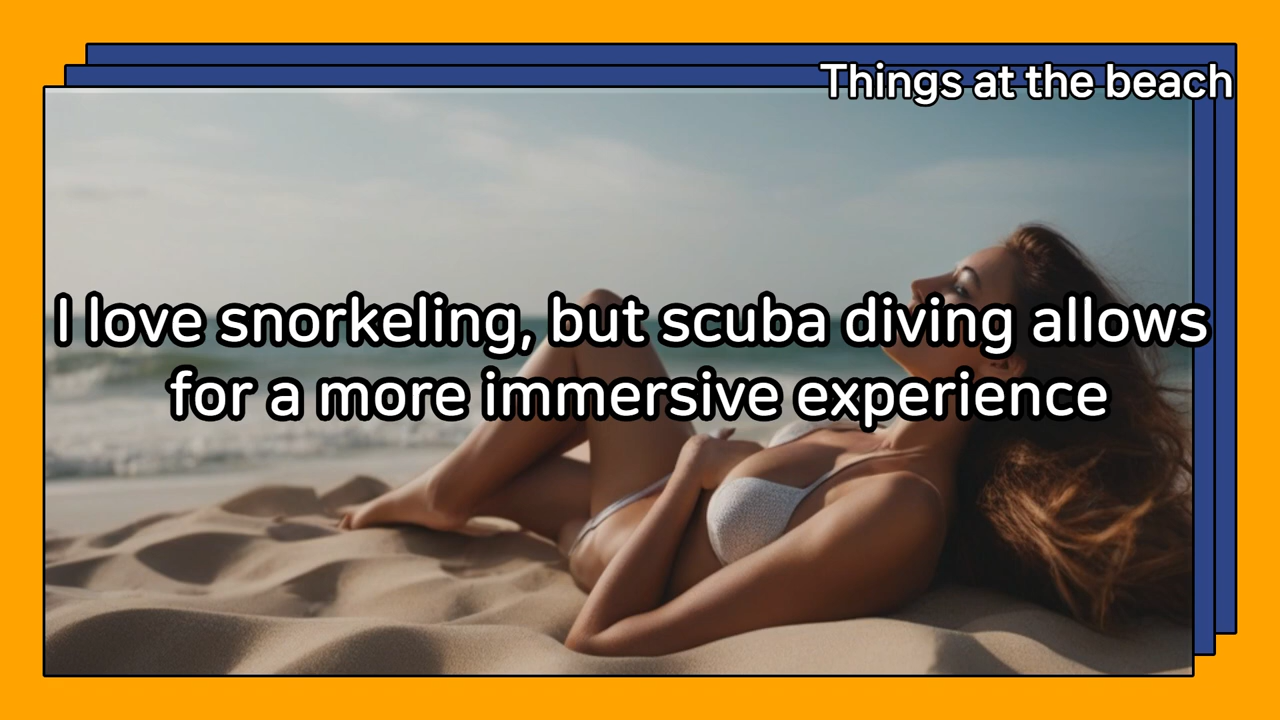 Things at the beach
I love snorkeling, but scuba diving allows
for a more immersive experience